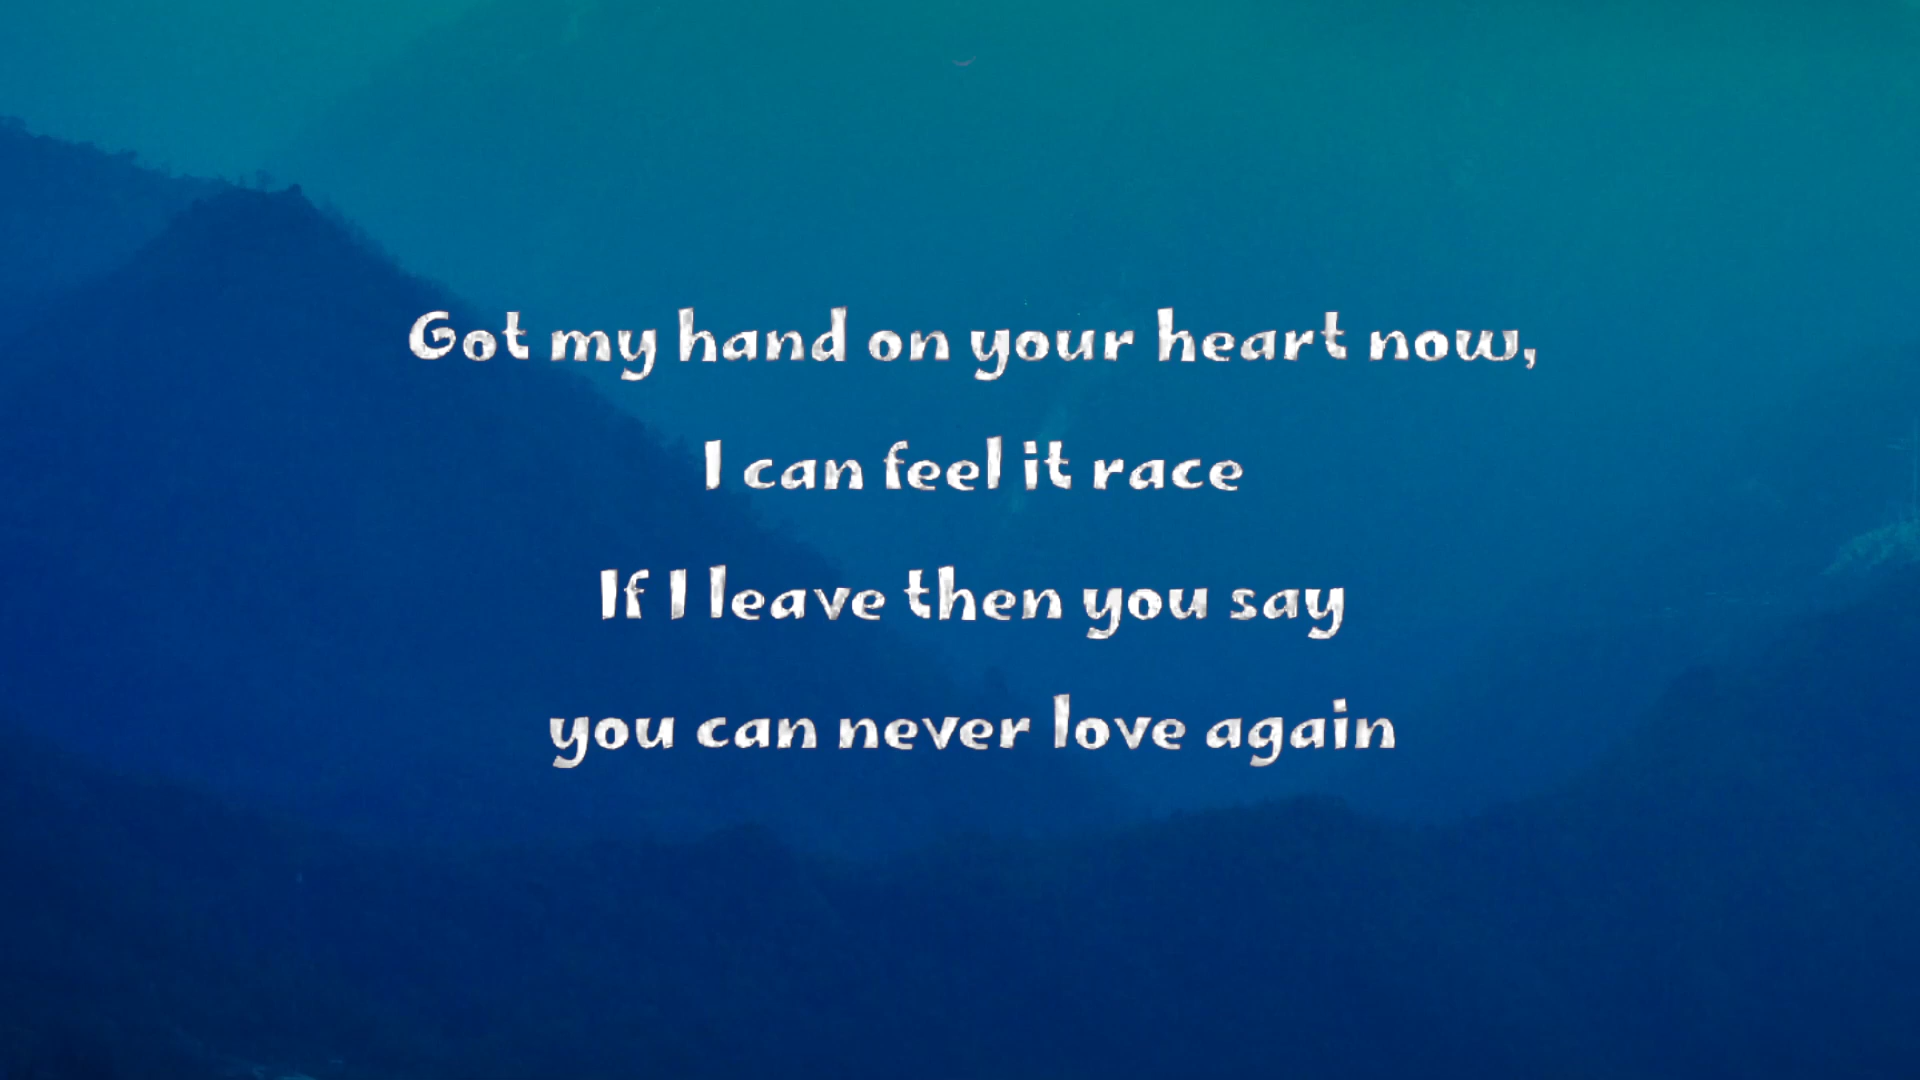 Got my hand on your heart now,
I can feel it race
If I leave then you say
you can never love again